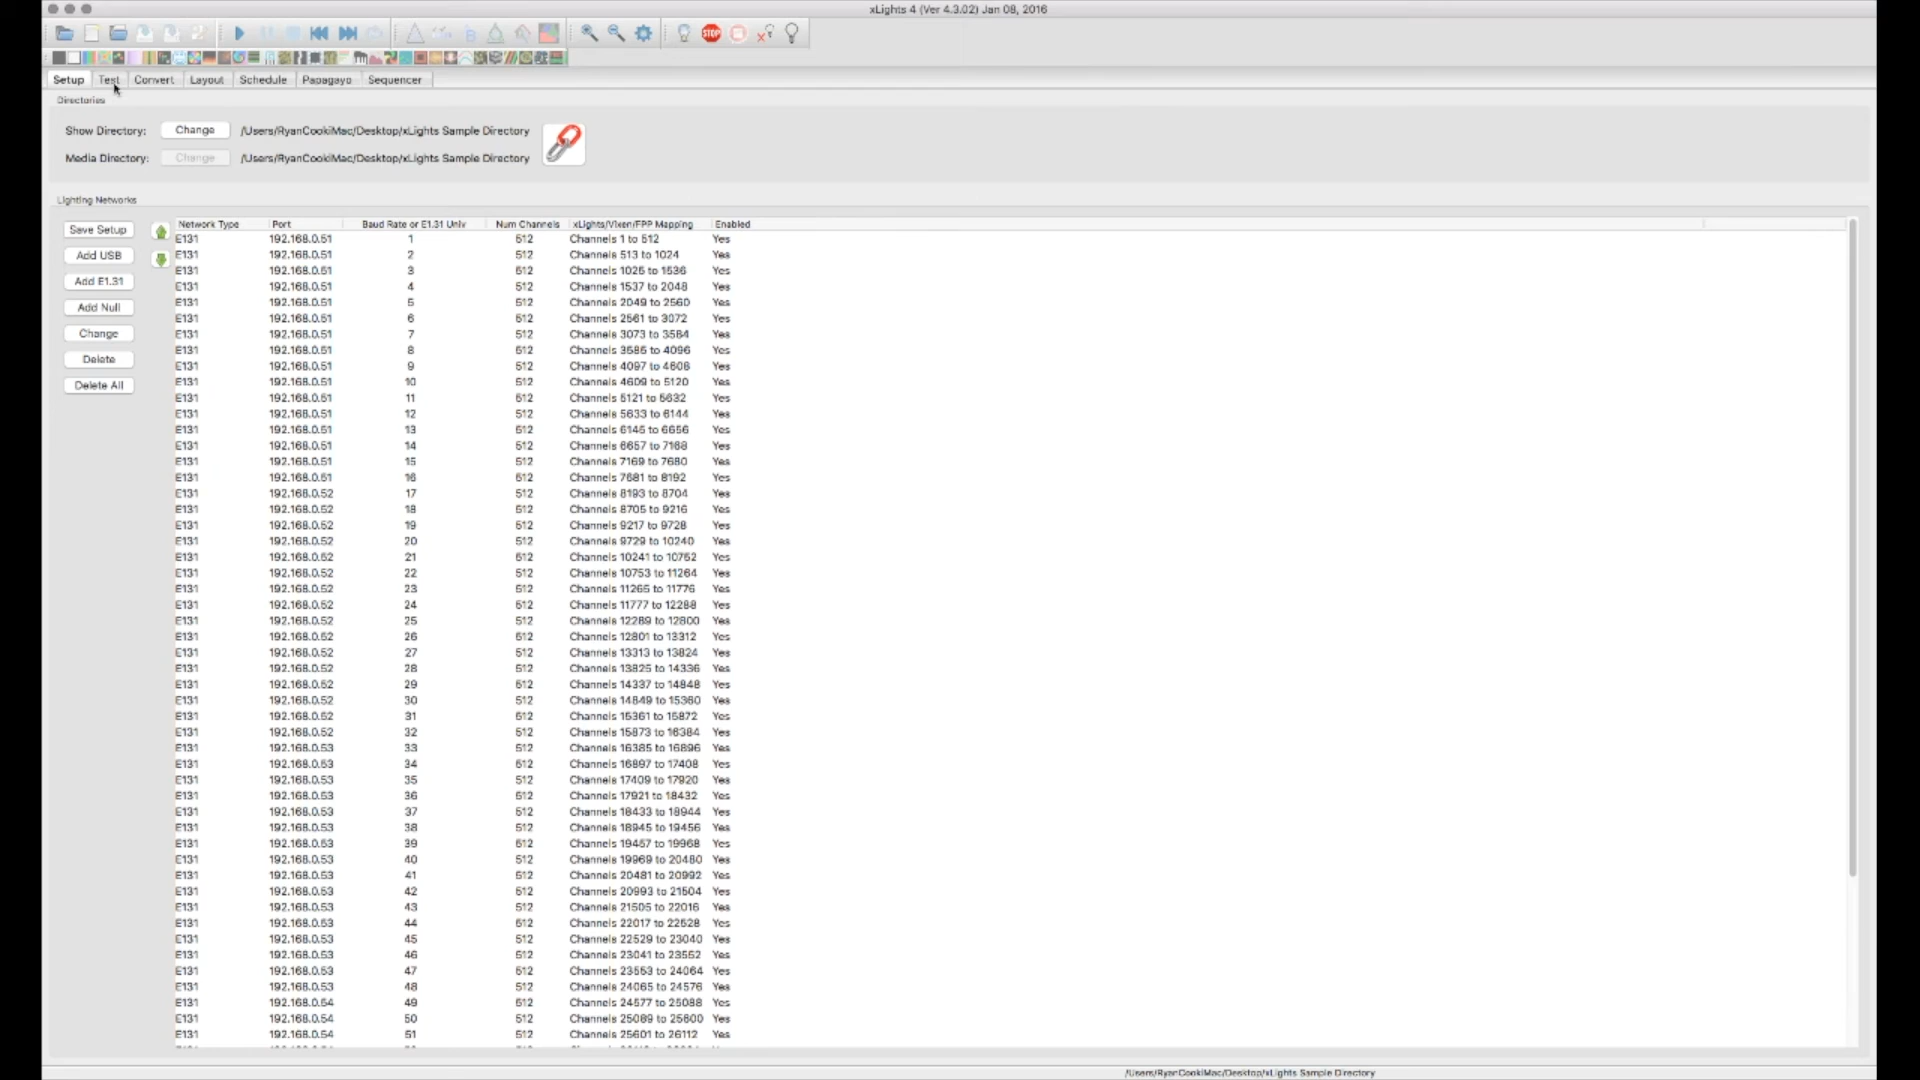 xLights 4 (Ver 4.3.02) Jan 08, 2016
Setup Test Convert Layout Schedule Papagayo Sequencer
Directories
Show Directory: Change /Users/RyanCookiMac/Desktop/xLights Sample Directory
Media Directory: Change /Users/RyanCookiMac/Desktop/xLights Sample Directory
Lighting Networks
Save Setup
Add USB
Add E1.31
Add Null
Change
Delete
Delete All
Network Type Port Baud Rate or E1.31 Univ Num Channels xLights/Vixen/FPP Mapping Enabled
E131 192.168.0.51 1 512 Channels 1 to 512 Yes
E131 192.168.0.51 2 512 Channels 513 to 1024 Yes
E131 192.168.0.51 3 512 Channels 1025 to 1536 Yes
E131 192.168.0.51 4 512 Channels 1537 to 2048 Yes
E131 192.168.0.51 5 512 Channels 2049 to 2560 Yes
E131 192.168.0.51 6 512 Channels 2561 to 3072 Yes
E131 192.168.0.51 7 512 Channels 3073 to 3584 Yes
E131 192.168.0.51 8 512 Channels 3585 to 4096 Yes
E131 192.168.0.51 9 512 Channels 4097 to 4608 Yes
E131 192.168.0.51 10 512 Channels 4609 to 5120 Yes
E131 192.168.0.51 11 512 Channels 5121 to 5632 Yes
E131 192.168.0.51 12 512 Channels 5633 to 6144 Yes
E131 192.168.0.51 13 512 Channels 6145 to 6656 Yes
E131 192.168.0.51 14 512 Channels 6657 to 7168 Yes
E131 192.168.0.51 15 512 Channels 7169 to 7680 Yes
E131 192.168.0.51 16 512 Channels 7681 to 8192 Yes
E131 192.168.0.52 17 512 Channels 8193 to 8704 Yes
E131 192.168.0.52 18 512 Channels 8705 to 9216 Yes
E131 192.168.0.52 19 512 Channels 9217 to 9728 Yes
E131 192.168.0.52 20 512 Channels 9729 to 10240 Yes
E131 192.168.0.52 21 512 Channels 10241 to 10752 Yes
E131 192.168.0.52 22 512 Channels 10753 to 11264 Yes
E131 192.168.0.52 23 512 Channels 11265 to 11776 Yes
E131 192.168.0.52 24 512 Channels 11777 to 12288 Yes
E131 192.168.0.52 25 512 Channels 12289 to 12800 Yes
E131 192.168.0.52 26 512 Channels 12801 to 13312 Yes
E131 192.168.0.52 27 512 Channels 13313 to 13824 Yes
E131 192.168.0.52 28 512 Channels 13825 to 14336 Yes
E131 192.168.0.52 29 512 Channels 14337 to 14848 Yes
E131 192.168.0.52 30 512 Channels 14849 to 15360 Yes
E131 192.168.0.52 31 512 Channels 15361 to 15872 Yes
E131 192.168.0.52 32 512 Channels 15873 to 16384 Yes
E131 192.168.0.53 33 512 Channels 16385 to 16896 Yes
E131 192.168.0.53 34 512 Channels 16897 to 17408 Yes
E131 192.168.0.53 35 512 Channels 17409 to 17920 Yes
E131 192.168.0.53 36 512 Channels 17921 to 18432 Yes
E131 192.168.0.53 37 512 Channels 18433 to 18944 Yes
E131 192.168.0.53 38 512 Channels 18945 to 19456 Yes
E131 192.168.0.53 39 512 Channels 19457 to 19968 Yes
E131 192.168.0.53 40 512 Channels 19969 to 20480 Yes
E131 192.168.0.53 41 512 Channels 20481 to 20992 Yes
E131 192.168.0.53 42 512 Channels 20993 to 21504 Yes
E131 192.168.0.53 43 512 Channels 21505 to 22016 Yes
E131 192.168.0.53 44 512 Channels 22017 to 22528 Yes
E131 192.168.0.53 45 512 Channels 22529 to 23040 Yes
E131 192.168.0.53 46 512 Channels 23041 to 23552 Yes
E131 192.168.0.53 47 512 Channels 23553 to 24064 Yes
E131 192.168.0.53 48 512 Channels 24065 to 24576 Yes
E131 192.168.0.54 49 512 Channels 24577 to 25088 Yes
E131 192.168.0.54 50 512 Channels 25089 to 25600 Yes
E131 192.168.0.54 51 512 Channels 25601 to 26112 Yes
/Users/RyanCookiMac/Desktop/xLights Sample Directory